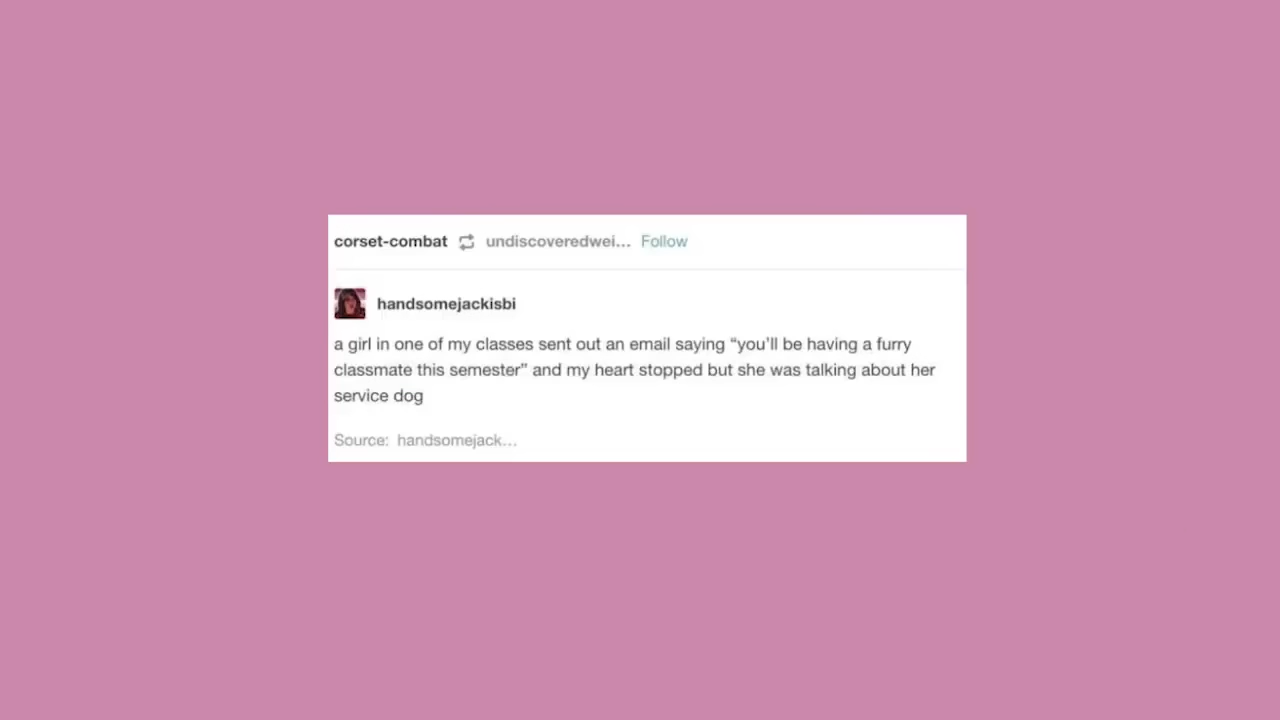 corset-combat undiscoveredwei... Follow
handsomejackisbi
a girl in one of my classes sent out an email saying “you’ll be having a furry
classmate this semester” and my heart stopped but she was talking about her
service dog
Source: handsomejack...